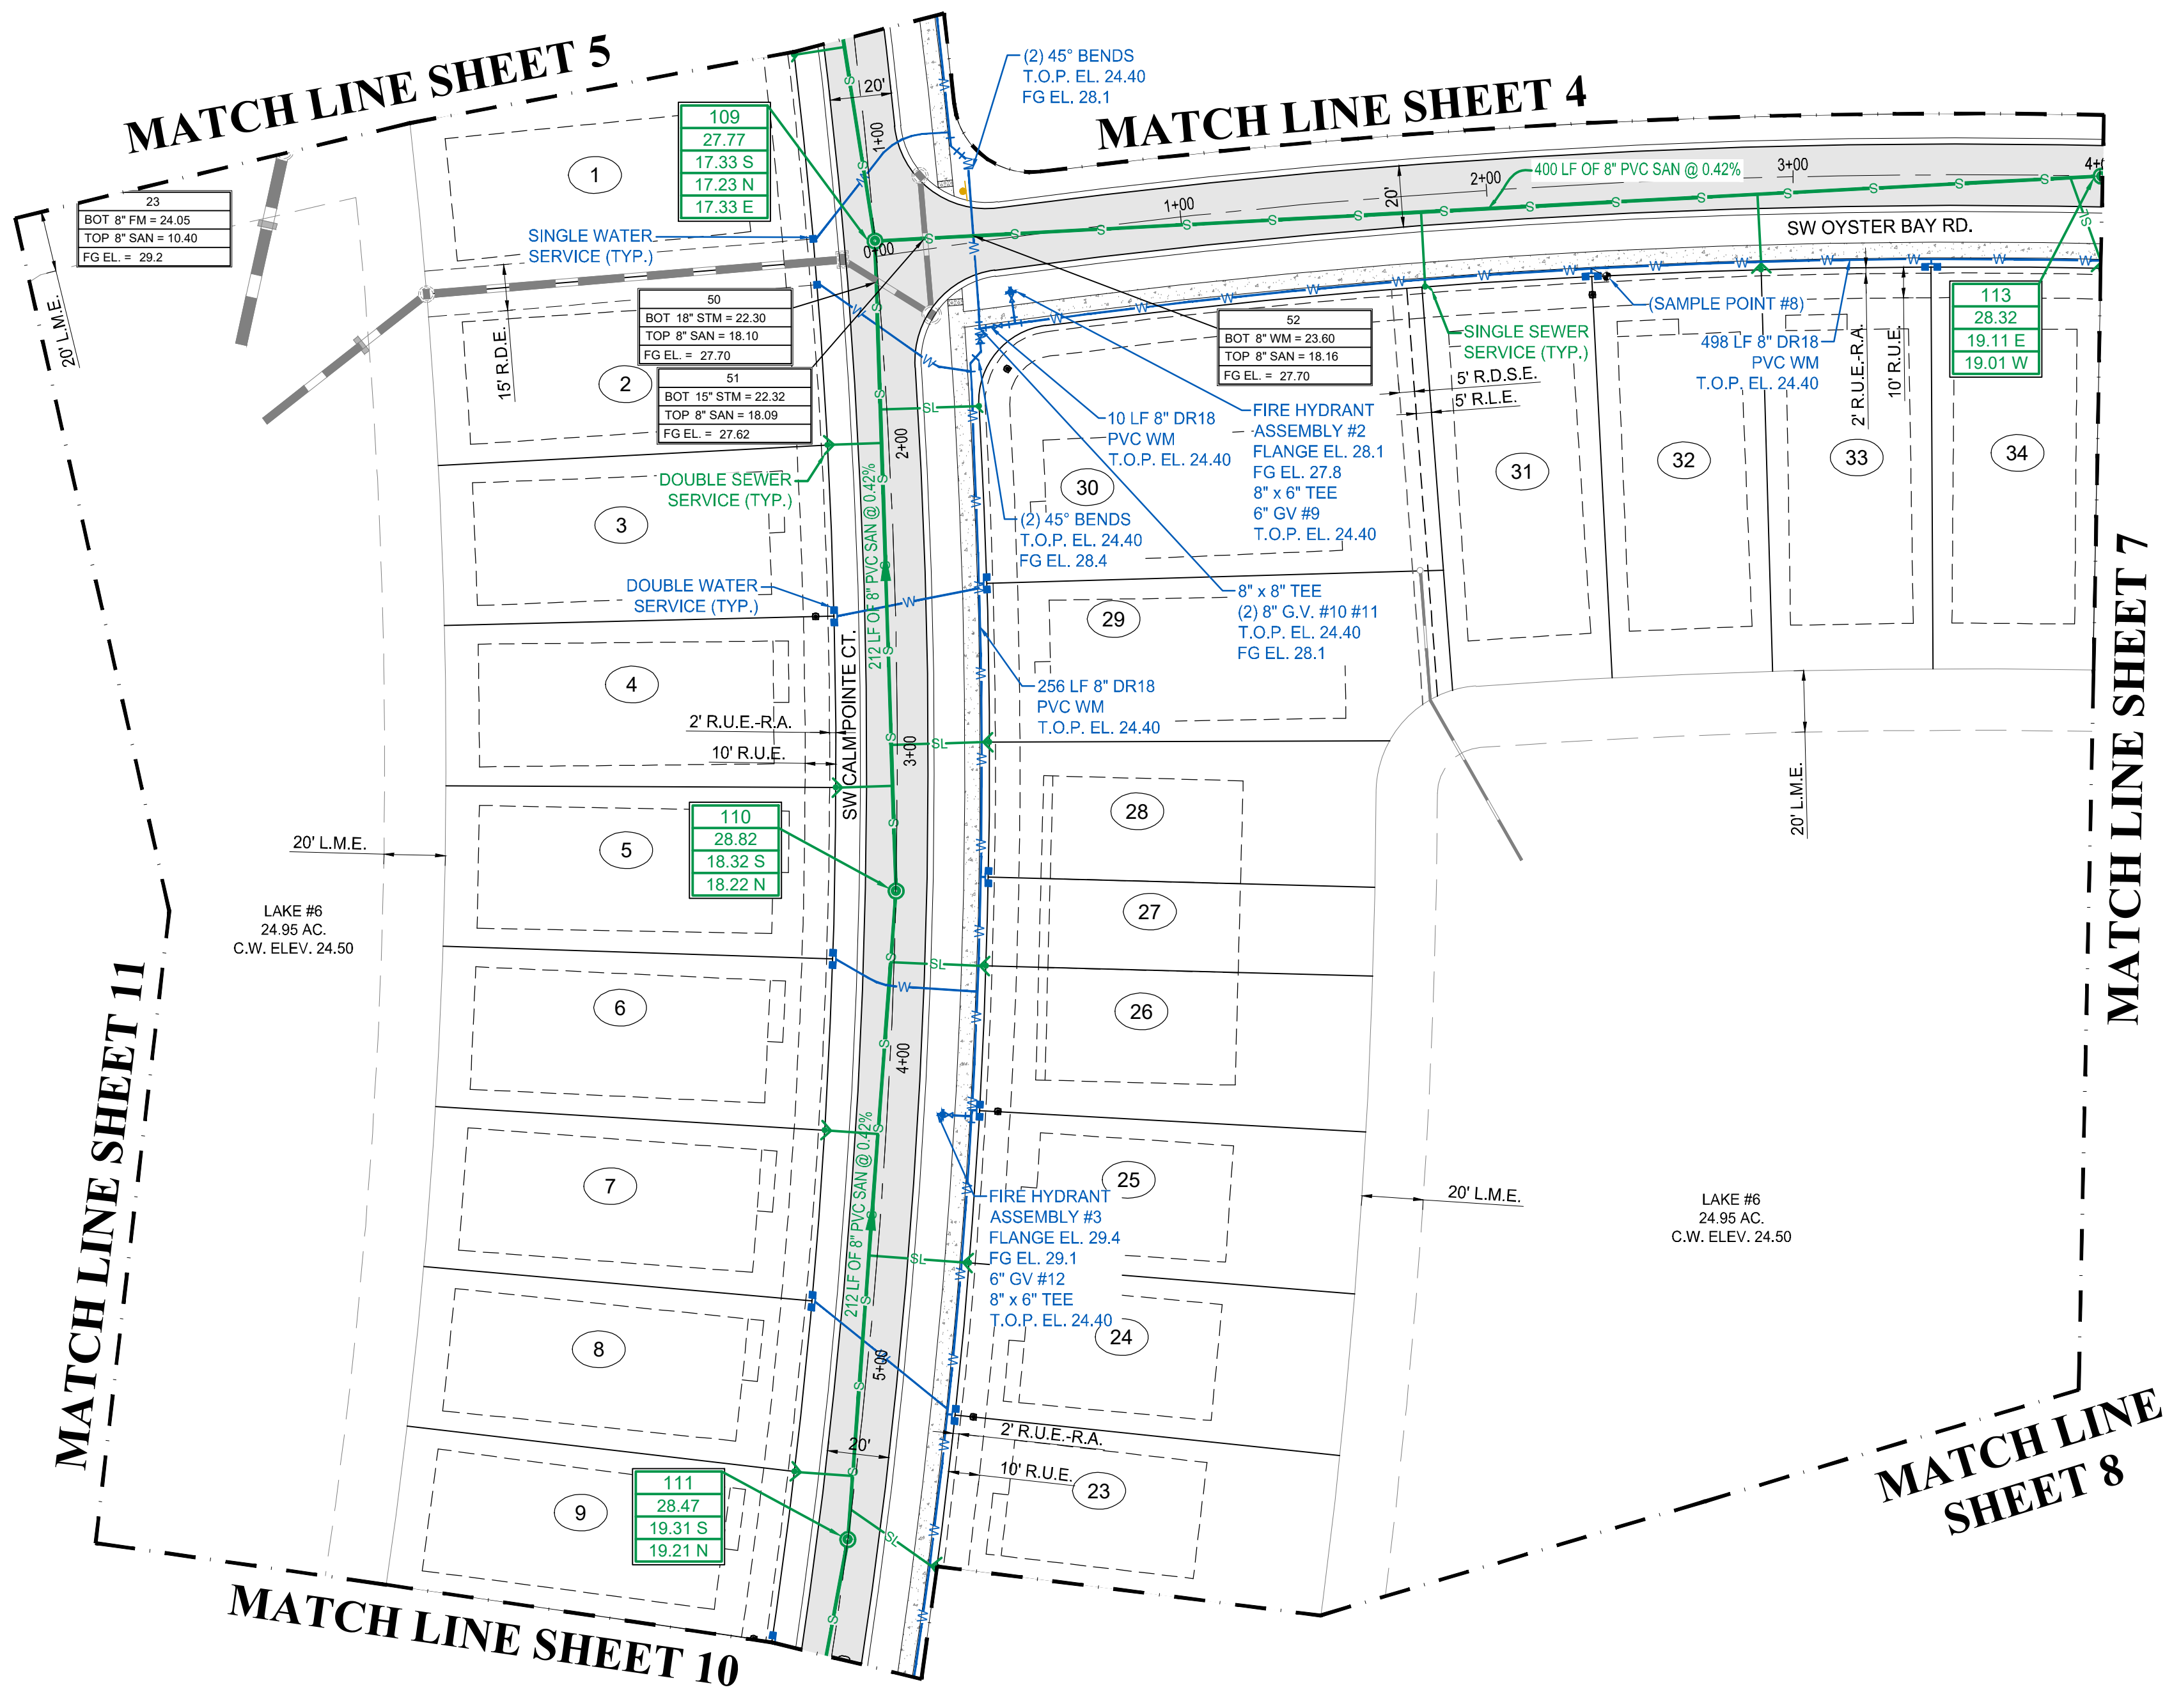 MATCH LINE SHEET 5
MATCH LINE SHEET 4
(2) 45° BENDS
T.O.P. EL. 24.40
FG EL. 28.1
20'
1+00
109
27.77
17.33 S
17.23 N
17.33 E
1
23
BOT 8" FM = 24.05
TOP 8" SAN = 10.40
FG EL. = 29.2
20' L.M.E.
SINGLE WATER
SERVICE (TYP.)
0+00
1+00
20'
2+00
400 LF OF 8" PVC SAN @ 0.42%
3+00
SW OYSTER BAY RD.
SL
50
BOT 18" STM = 22.30
TOP 8" SAN = 18.10
FG EL. = 27.70
51
BOT 15" STM = 22.32
TOP 8" SAN = 18.09
FG EL. = 27.62
52
BOT 8" WM = 23.60
TOP 8" SAN = 18.16
FG EL. = 27.70
113
28.32
19.11 E
19.01 W
(SAMPLE POINT #8)
498 LF 8" DR18
PVC WM
T.O.P. EL. 24.40
2' R.U.E.-R.A.
10' R.U.E.
SINGLE SEWER
SERVICE (TYP.)
5' R.D.S.E.
5' R.L.E.
15' R.D.E.
2
SL
2+00
10 LF 8" DR18
PVC WM
T.O.P. EL. 24.40
FIRE HYDRANT
ASSEMBLY #2
FLANGE EL. 28.1
FG EL. 27.8
8" x 6" TEE
6" GV #9
T.O.P. EL. 24.40
30
31
32
33
34
DOUBLE SEWER
SERVICE (TYP.)
3
212 LF OF 8" PVC SAN @ 0.42%
(2) 45° BENDS
T.O.P. EL. 24.40
FG EL. 28.4
DOUBLE WATER
SERVICE (TYP.)
29
8" x 8" TEE
(2) 8" G.V. #10 #11
T.O.P. EL. 24.40
FG EL. 28.1
4
SW CALM POINTE CT.
256 LF 8" DR18
PVC WM
T.O.P. EL. 24.40
2' R.U.E.-R.A.
10' R.U.E.
SL
3+00
20' L.M.E.
MATCH LINE SHEET 7
110
28.82
18.32 S
18.22 N
28
20' L.M.E.
5
27
LAKE #6
24.95 AC.
C.W. ELEV. 24.50
SL
6
26
4+00
MATCH LINE SHEET 11
7
212 LF OF 8" PVC SAN @ 0.42%
FIRE HYDRANT
ASSEMBLY #3
FLANGE EL. 29.4
FG EL. 29.1
6" GV #12
8" x 6" TEE
T.O.P. EL. 24.40
25
20' L.M.E.
LAKE #6
24.95 AC.
C.W. ELEV. 24.50
SL
8
24
5+00
20'
2' R.U.E.-R.A.
10' R.U.E.
23
9
111
28.47
19.31 S
19.21 N
SL
MATCH LINE
SHEET 8
MATCH LINE SHEET 10